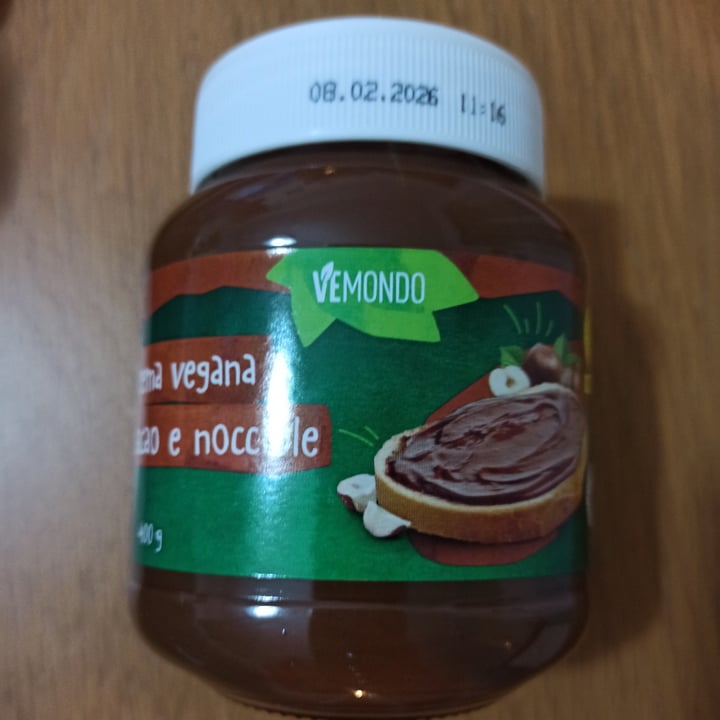 08.02.2026 11:16
VEMONDO
ema vegana
cao e nocciole
400 g